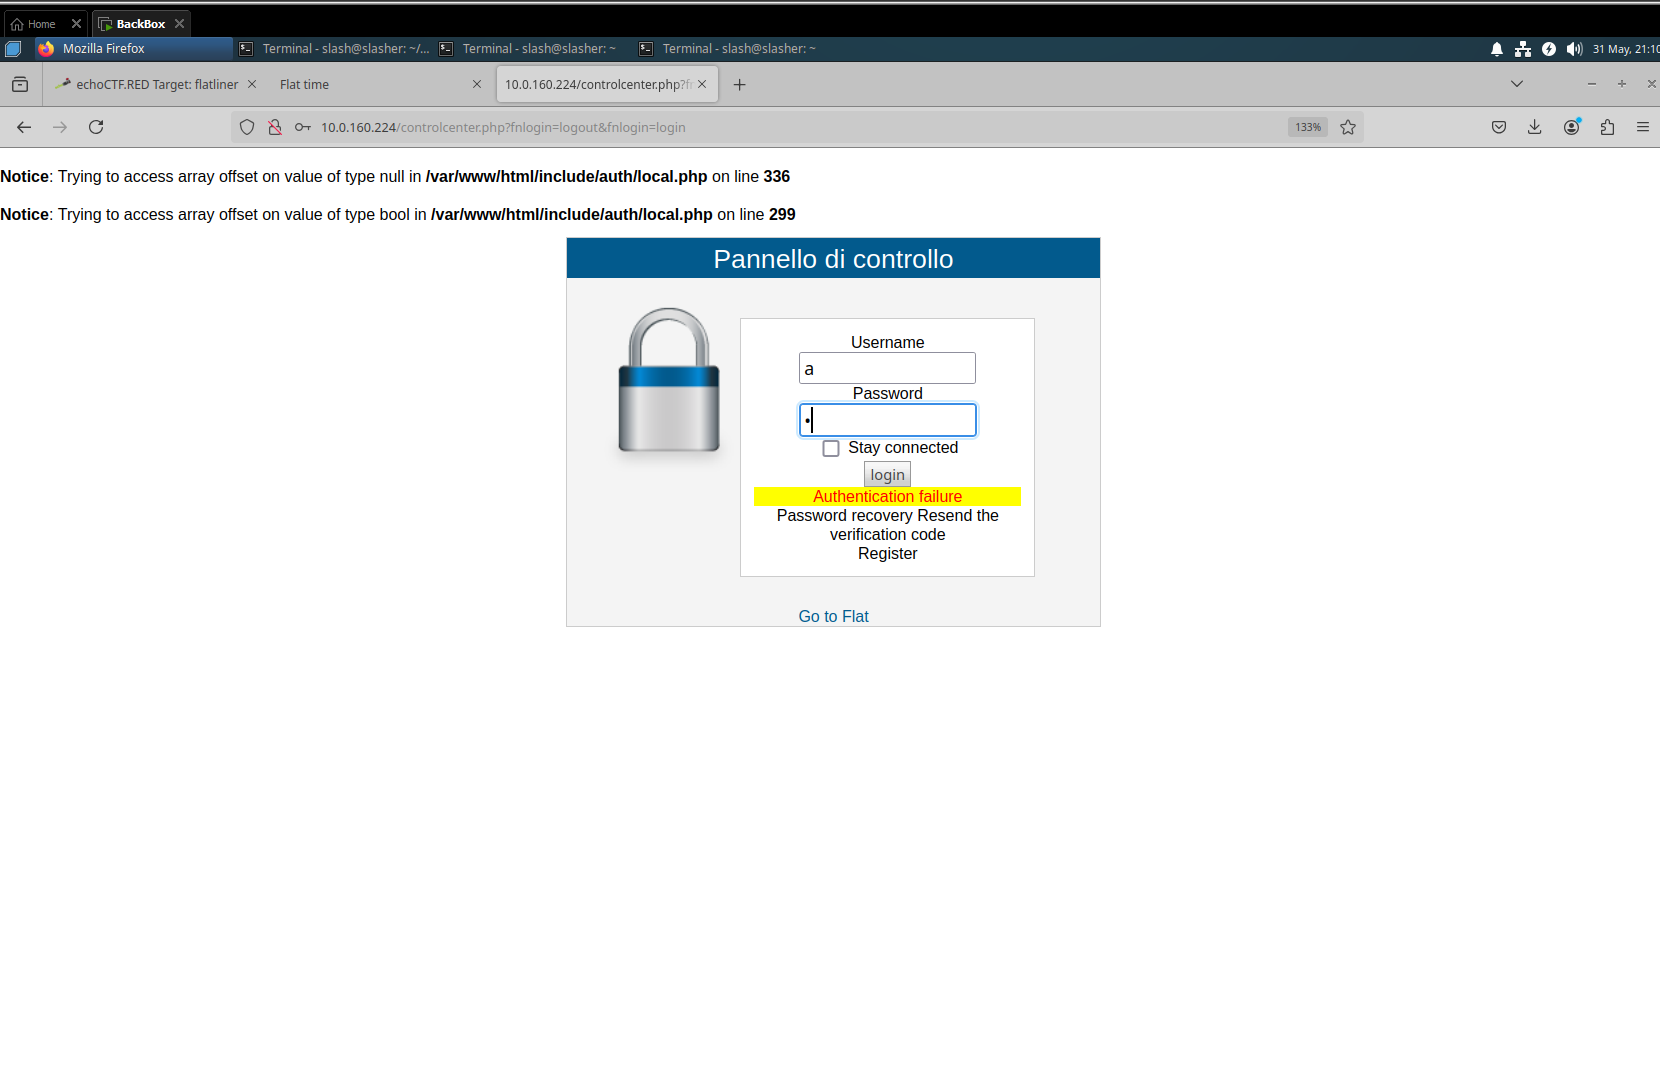 Home
BackBox
Mozilla Firefox
Terminal - slash@slasher: ~/...
Terminal - slash@slasher: ~
Terminal - slash@slasher: ~
31 May, 21:10
echoCTF.RED Target: flatliner
Flat time
10.0.160.224/controlcenter.php?fn
10.0.160.224/controlcenter.php?fnlogin=logout&fnlogin=login
133%
Notice: Trying to access array offset on value of type null in /var/www/html/include/auth/local.php on line 336
Notice: Trying to access array offset on value of type bool in /var/www/html/include/auth/local.php on line 299
Pannello di controllo
Username
a
Password
Stay connected
login
Authentication failure
Password recovery Resend the
verification code
Register
Go to Flat